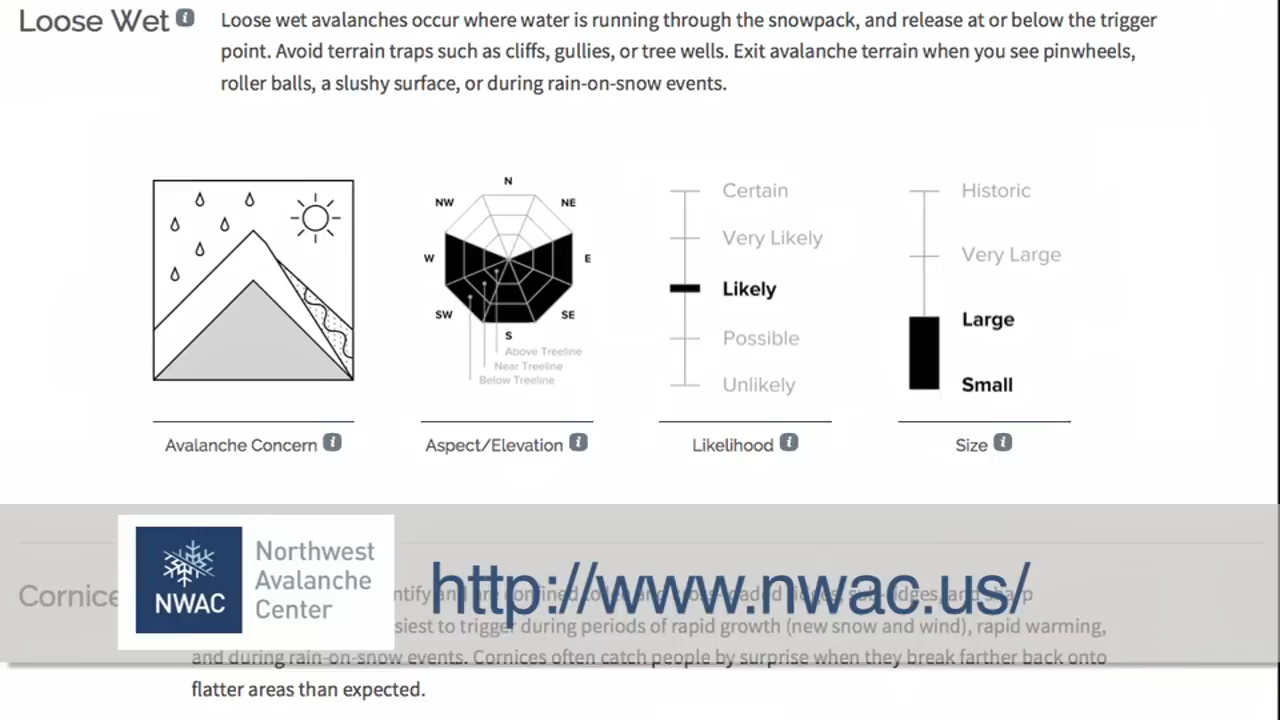 Loose Wet
Loose wet avalanches occur where water is running through the snowpack, and release at or below the trigger
point. Avoid terrain traps such as cliffs, gullies, or tree wells. Exit avalanche terrain when you see pinwheels,
roller balls, a slushy surface, or during rain-on-snow events.
N
NW
NE
W
E
SW
SE
S
Above Treeline
Near Treeline
Below Treeline
Certain
Very Likely
Likely
Possible
Unlikely
Historic
Very Large
Large
Small
Avalanche Concern
Aspect/Elevation
Likelihood
Size
NWAC
Northwest
Avalanche
Center
http://www.nwac.us/
Cornice
during periods of rapid growth (new snow and wind), rapid warming,
and during rain-on-snow events. Cornices often catch people by surprise when they break farther back onto
flatter areas than expected.